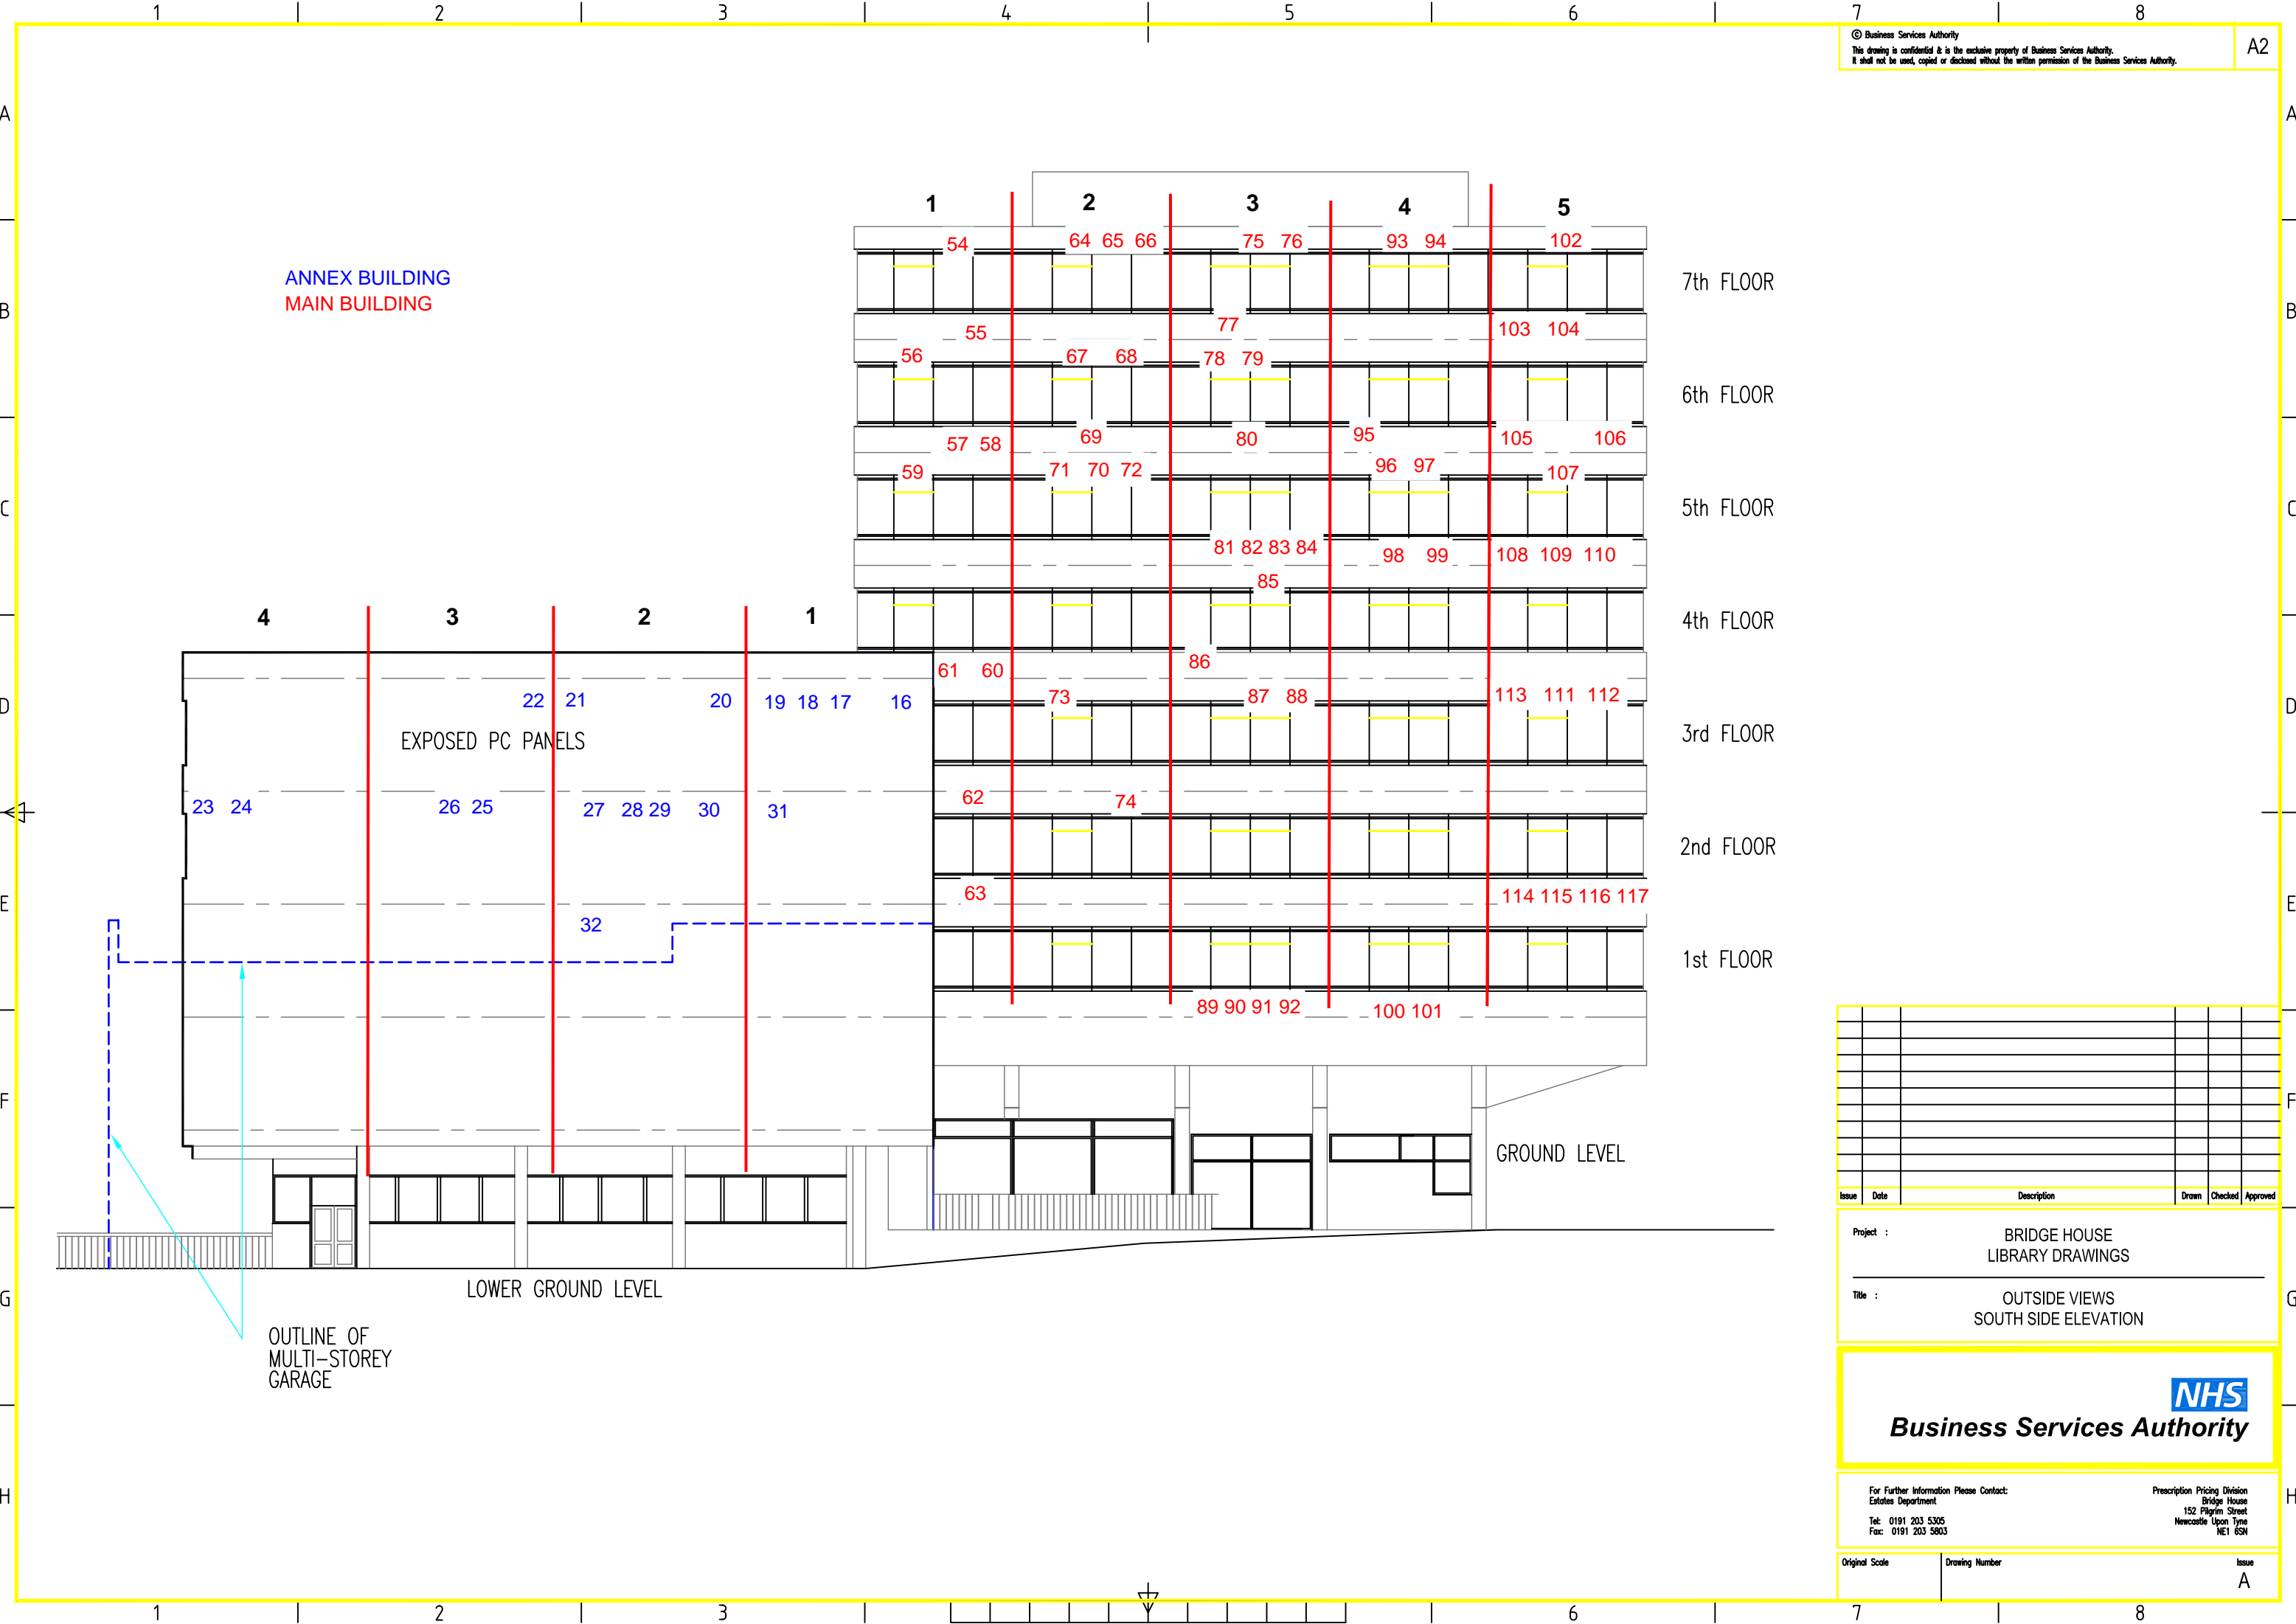 1 2 3 4 5 6 7 8
© Business Services Authority
This drawing is confidential & is the exclusive property of Business Services Authority.
It shall not be used, copied or disclosed without the written permission of the Business Services Authority.
A2
A A
1 2 3 4 5
54 64 65 66 75 76 93 94 102
ANNEX BUILDING
MAIN BUILDING
7th FLOOR
B B
55 77 103 104
56 67 68 78 79
6th FLOOR
57 58 69 80 95 105 106
59 71 70 72 96 97 107
C 5th FLOOR C
81 82 83 84 98 99 108 109 110
85
4 3 2 1
4th FLOOR
61 60 86
22 21 20 19 18 17 16 73 87 88 113 111 112
D D
EXPOSED PC PANELS
3rd FLOOR
23 24 26 25 27 28 29 30 31 62 74
2nd FLOOR
63 114 115 116 117
E E
32
1st FLOOR
89 90 91 92 100 101
F F
GROUND LEVEL
Issue Date Description Drawn Checked Approved
Project :
BRIDGE HOUSE
LIBRARY DRAWINGS
LOWER GROUND LEVEL
G G
Title :
OUTSIDE VIEWS
SOUTH SIDE ELEVATION
OUTLINE OF
MULTI-STOREY
GARAGE
NHS
Business Services Authority
H H
For Further Information Please Contact:
Estates Department
Tel: 0191 203 5305
Fax: 0191 203 5803
Prescription Pricing Division
Bridge House
152 Pilgrim Street
Newcastle Upon Tyne
NE1 6SN
Original Scale
Drawing Number
Issue
A
1 2 3 6 7 8